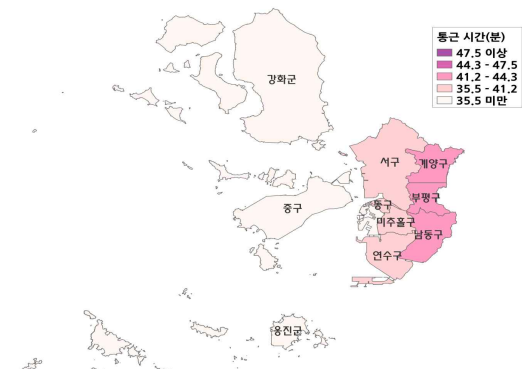 통근 시간(분)
47.5 이상
44.3 - 47.5
41.2 - 44.3
35.5 - 41.2
35.5 미만
강화군
서구
계양구
부평구
중구
동구
미추홀구
남동구
연수구
옹진군